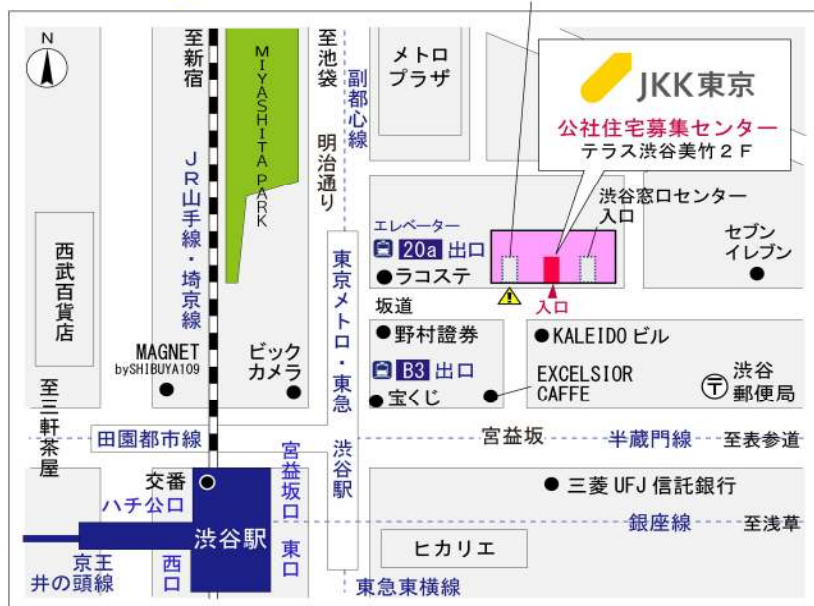 N
至新宿
MIYASHITA PARK
至池袋
明治通り
副都心線
メトロ
プラザ
JKK東京
公社住宅募集センター
テラス渋谷美竹2F
JR山手線・埼京線
西武百貨店
エレベーター
20a 出口
ラコステ
渋谷窓口センター
入口
セブン
イレブン
入口
坂道
東京メトロ・東急 渋谷駅
野村證券
KALEIDO ビル
MAGNET
bySHIBUYA109
ビック
カメラ
B3 出口
EXCELSIOR
CAFFE
渋谷
郵便局
宝くじ
至三軒茶屋
田園都市線
宮益坂
半蔵門線
至表参道
交番
ハチ公口
宮益坂口
三菱 UFJ 信託銀行
渋谷駅
銀座線
至浅草
京王
井の頭線
西口
東口
ヒカリエ
東急東横線